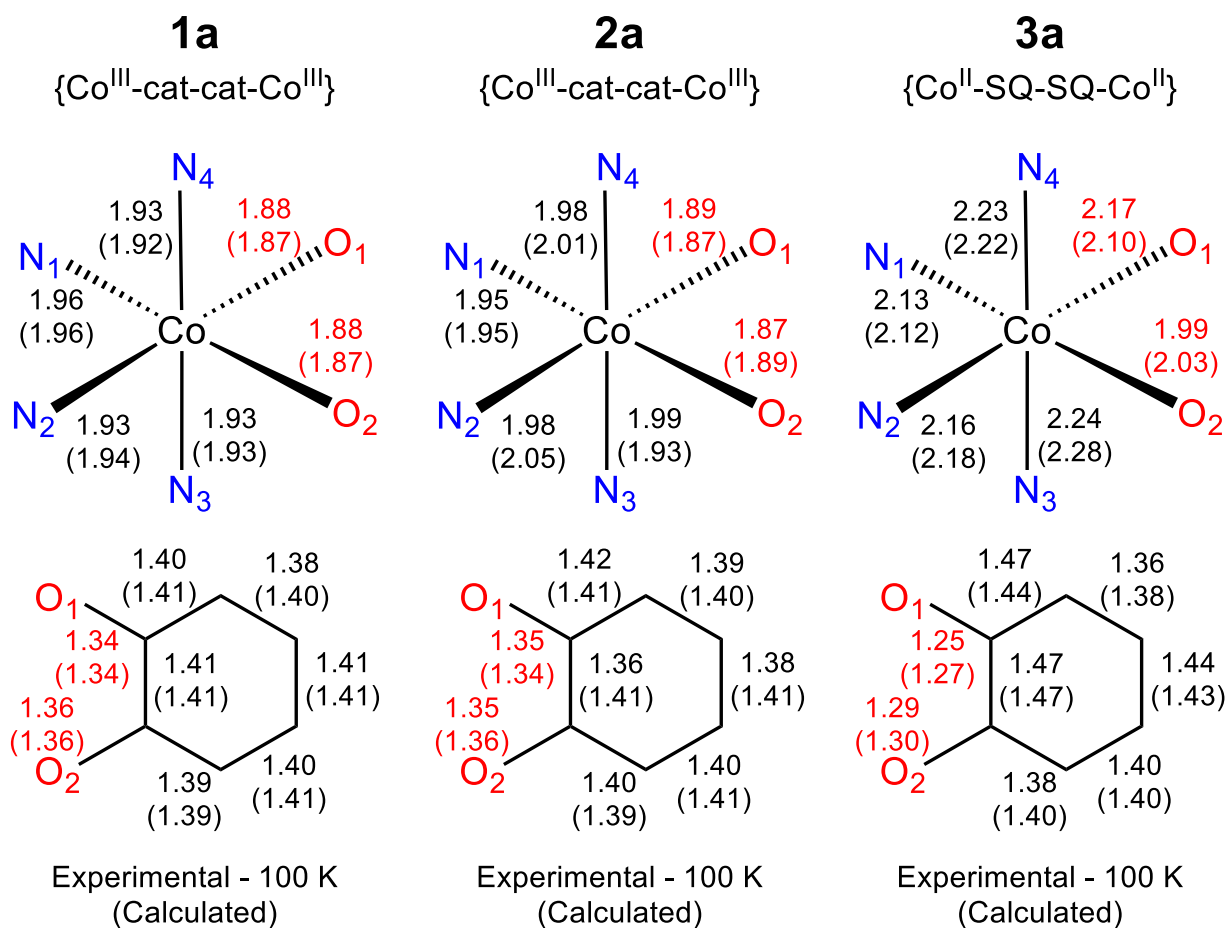 1a
{Co^III-cat-cat-Co^III}
N₄
1.93
(1.92)
1.88
(1.87)
N₁
O₁
1.96
(1.96)
Co
1.88
(1.87)
N₂
O₂
1.93
(1.94)
1.93
(1.93)
N₃
1.40
(1.41)
1.38
(1.40)
O₁
1.34
(1.34)
1.41
(1.41)
1.41
(1.41)
1.36
(1.36)
O₂
1.39
(1.39)
1.40
(1.41)
Experimental - 100 K
(Calculated)
2a
{Co^III-cat-cat-Co^III}
N₄
1.98
(2.01)
1.89
(1.87)
N₁
O₁
1.95
(1.95)
Co
1.87
(1.89)
N₂
O₂
1.98
(2.05)
1.99
(1.93)
N₃
1.42
(1.41)
1.39
(1.40)
O₁
1.35
(1.34)
1.36
(1.41)
1.38
(1.41)
1.35
(1.36)
O₂
1.40
(1.39)
1.40
(1.41)
Experimental - 100 K
(Calculated)
3a
{Co^II-SQ-SQ-Co^II}
N₄
2.23
(2.22)
2.17
(2.10)
N₁
O₁
2.13
(2.12)
Co
1.99
(2.03)
N₂
O₂
2.16
(2.18)
2.24
(2.28)
N₃
1.47
(1.44)
1.36
(1.38)
O₁
1.25
(1.27)
1.47
(1.47)
1.44
(1.43)
1.29
(1.30)
O₂
1.38
(1.40)
1.40
(1.40)
Experimental - 100 K
(Calculated)